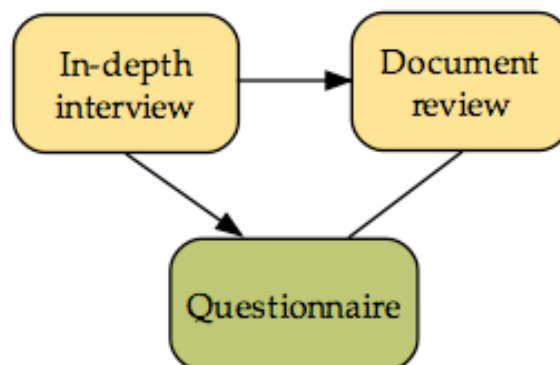 In-depth
interview
Document
review
Questionnaire